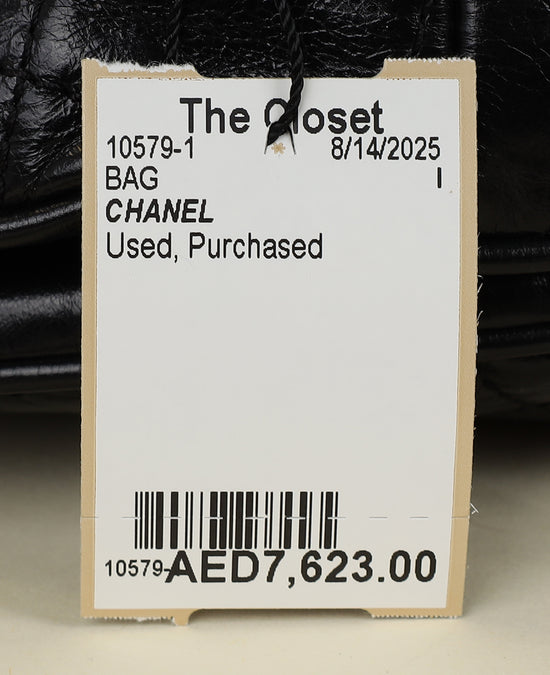 The Closet
10579-1 8/14/2025
BAG I
CHANEL
Used, Purchased
10579- AED7,623.00